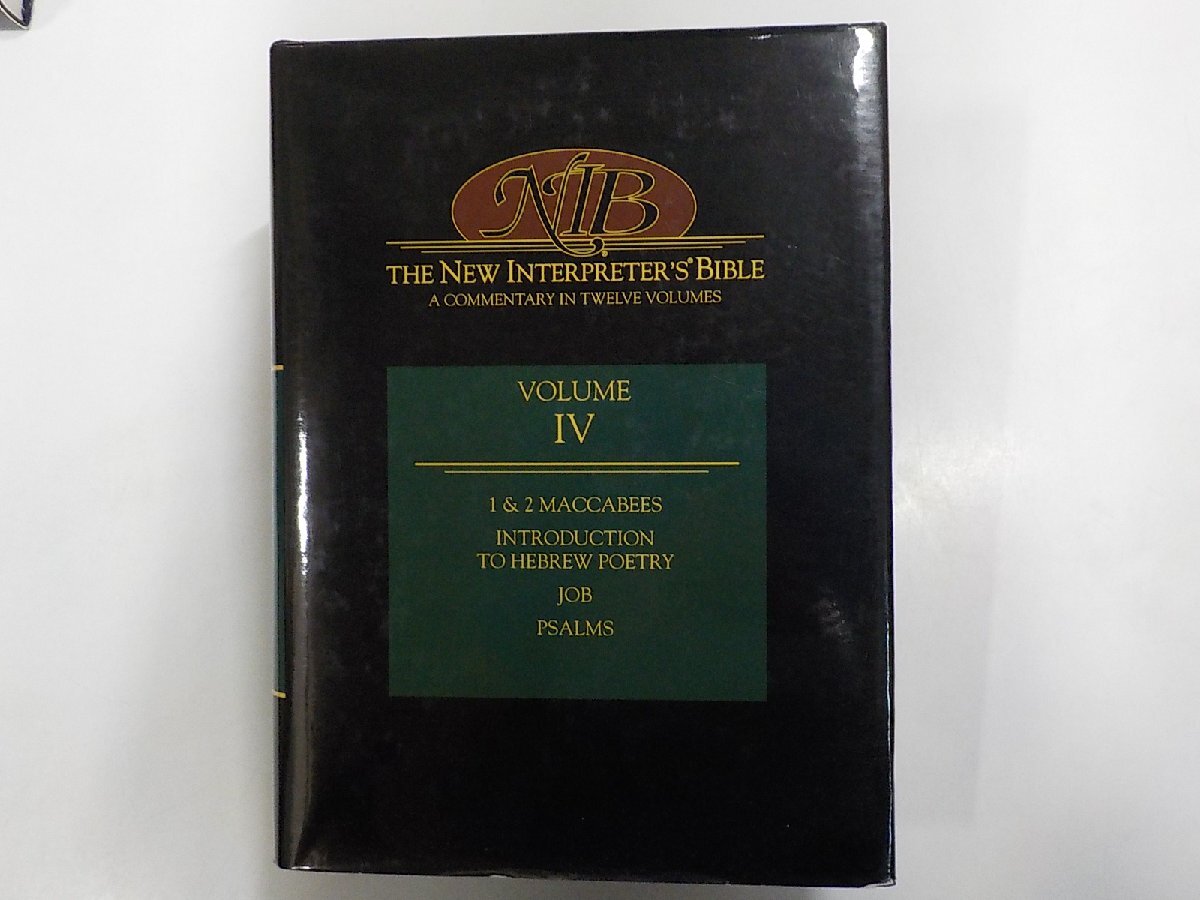 NIB
THE NEW INTERPRETER'S® BIBLE
A COMMENTARY IN TWELVE VOLUMES
VOLUME
IV
1 & 2 MACCABEES
INTRODUCTION
TO HEBREW POETRY
JOB
PSALMS